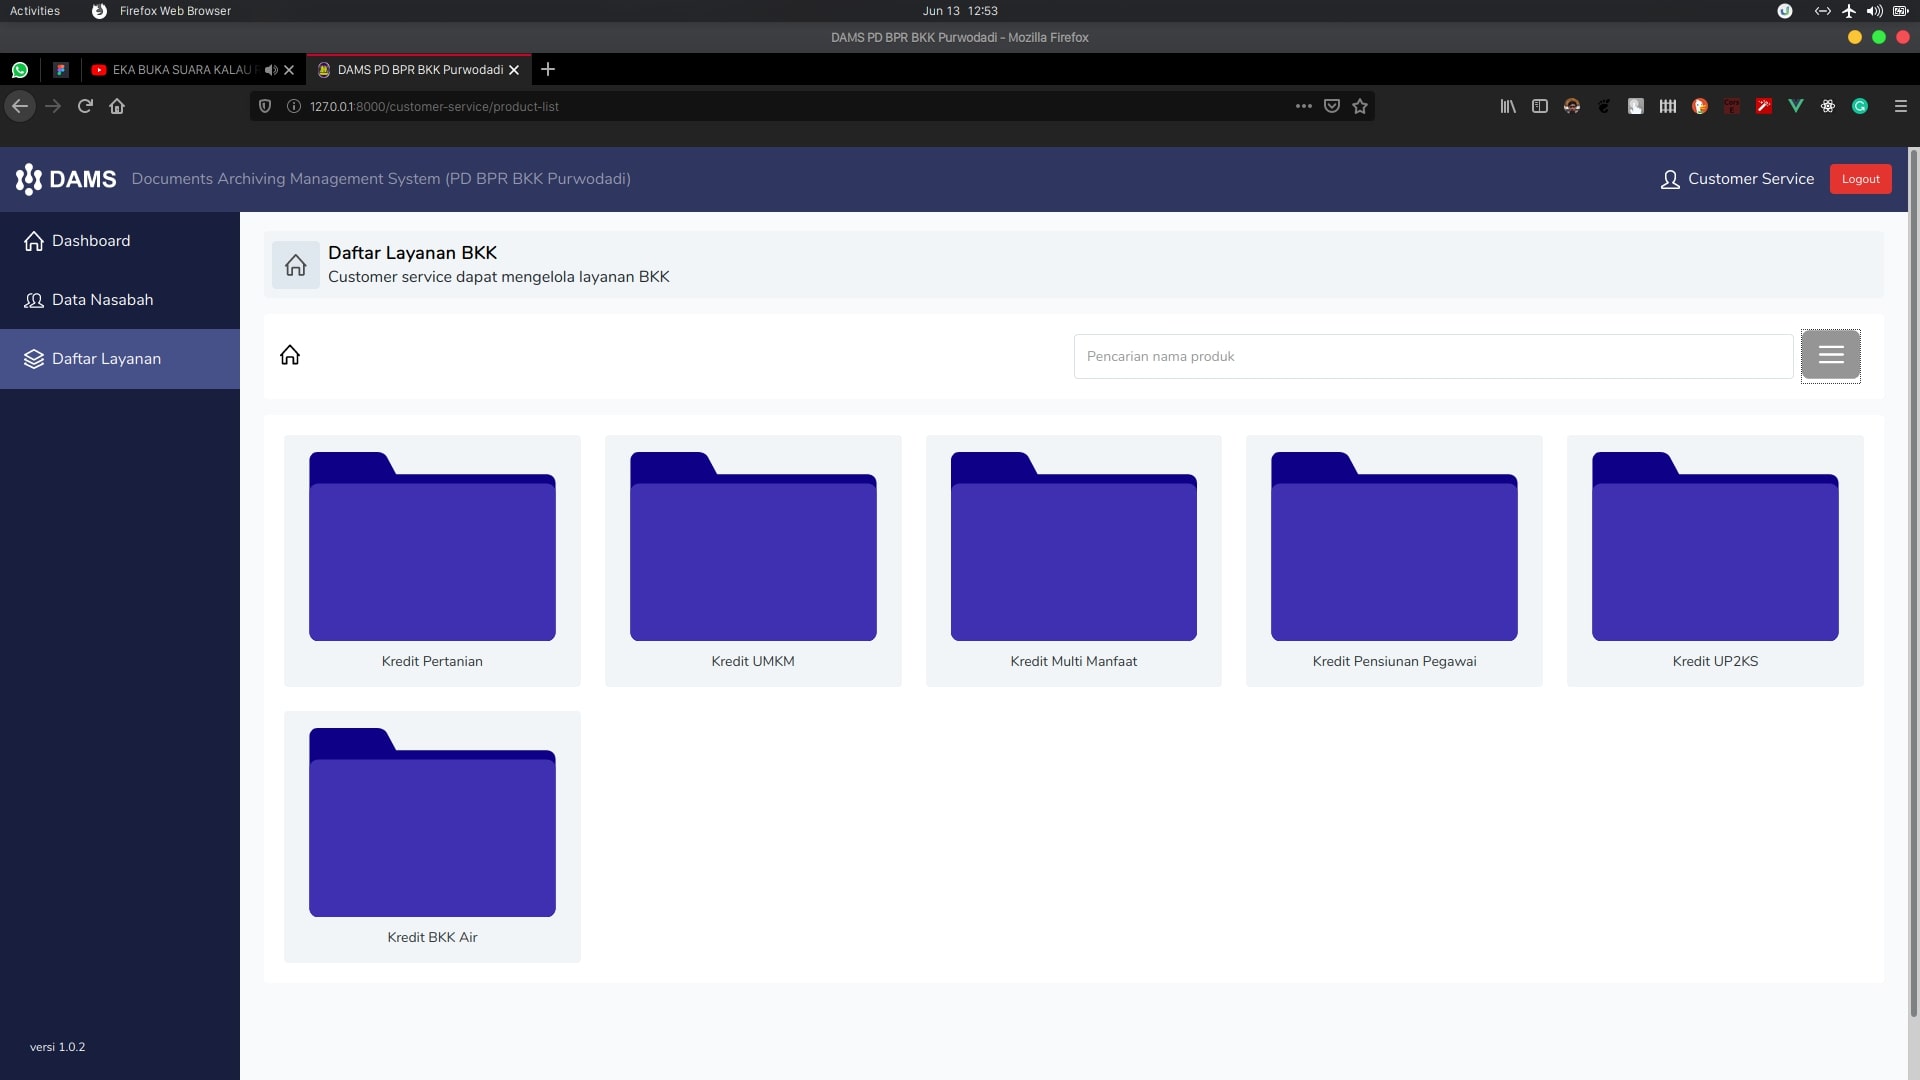 Activities
Firefox Web Browser
Jun 13 12:53
DAMS PD BPR BKK Purwodadi - Mozilla Firefox
EKA BUKA SUARA KALAU
DAMS PD BPR BKK Purwodadi
127.0.0.1:8000/customer-service/product-list
DAMS
Documents Archiving Management System (PD BPR BKK Purwodadi)
Customer Service
Logout
Dashboard
Data Nasabah
Daftar Layanan
Daftar Layanan BKK
Customer service dapat mengelola layanan BKK
Pencarian nama produk
Kredit Pertanian
Kredit UMKM
Kredit Multi Manfaat
Kredit Pensiunan Pegawai
Kredit UP2KS
Kredit BKK Air
versi 1.0.2